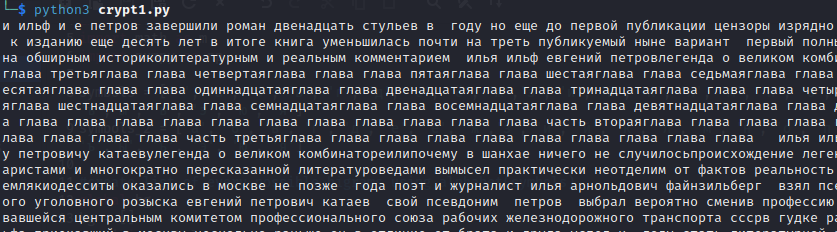 └─$ python3 crypt1.py
и ильф и е петров завершили роман двенадцать стульев в  году но еще до первой публикации цензоры изрядно
 к изданию еще десять лет в итоге книга уменьшилась почти на треть публикуемый ныне вариант  первый полны
на обширным историколитературным и реальным комментарием  илья ильф евгений петровлегенда о великом комби
глава третьяглава глава четвертаяглава глава глава пятаглава глава шестаяглава глава седьмаяглава глава
есятаяглава глава одиннадцатаяглава глава двенадцатаяглава глава тринадцатаяглава глава четыр
яглава шестнадцатаяглава глава семнадцатаяглава глава восемнадцатаяглава глава девятнадцатаяглава глава д
а глава глава глава глава глава глава глава глава глава глава часть втораяглава глава глава
лава глава глава глава часть третьяглава глава глава глава глава глава глава глава глава   илья ил
у петровичу катаевулегенда о великом комбинатореилипочему в шанхае ничего не случилосьпроисхождение леген
аристами и многократно пересказанной литературоведами вымысел практически неотделим от фактов реальность
емлякиодесситы оказались в москве не позже  года поэт и журналист илья арнольдович файнзильберг  взял пс
ого уголовного розыска евгений петрович катаев  свой псевдоним  петров  выбрал вероятно сменив профессию
вавшейся центральным комитетом профессионального союза рабочих железнодорожного транспорта сссрв гудке ра